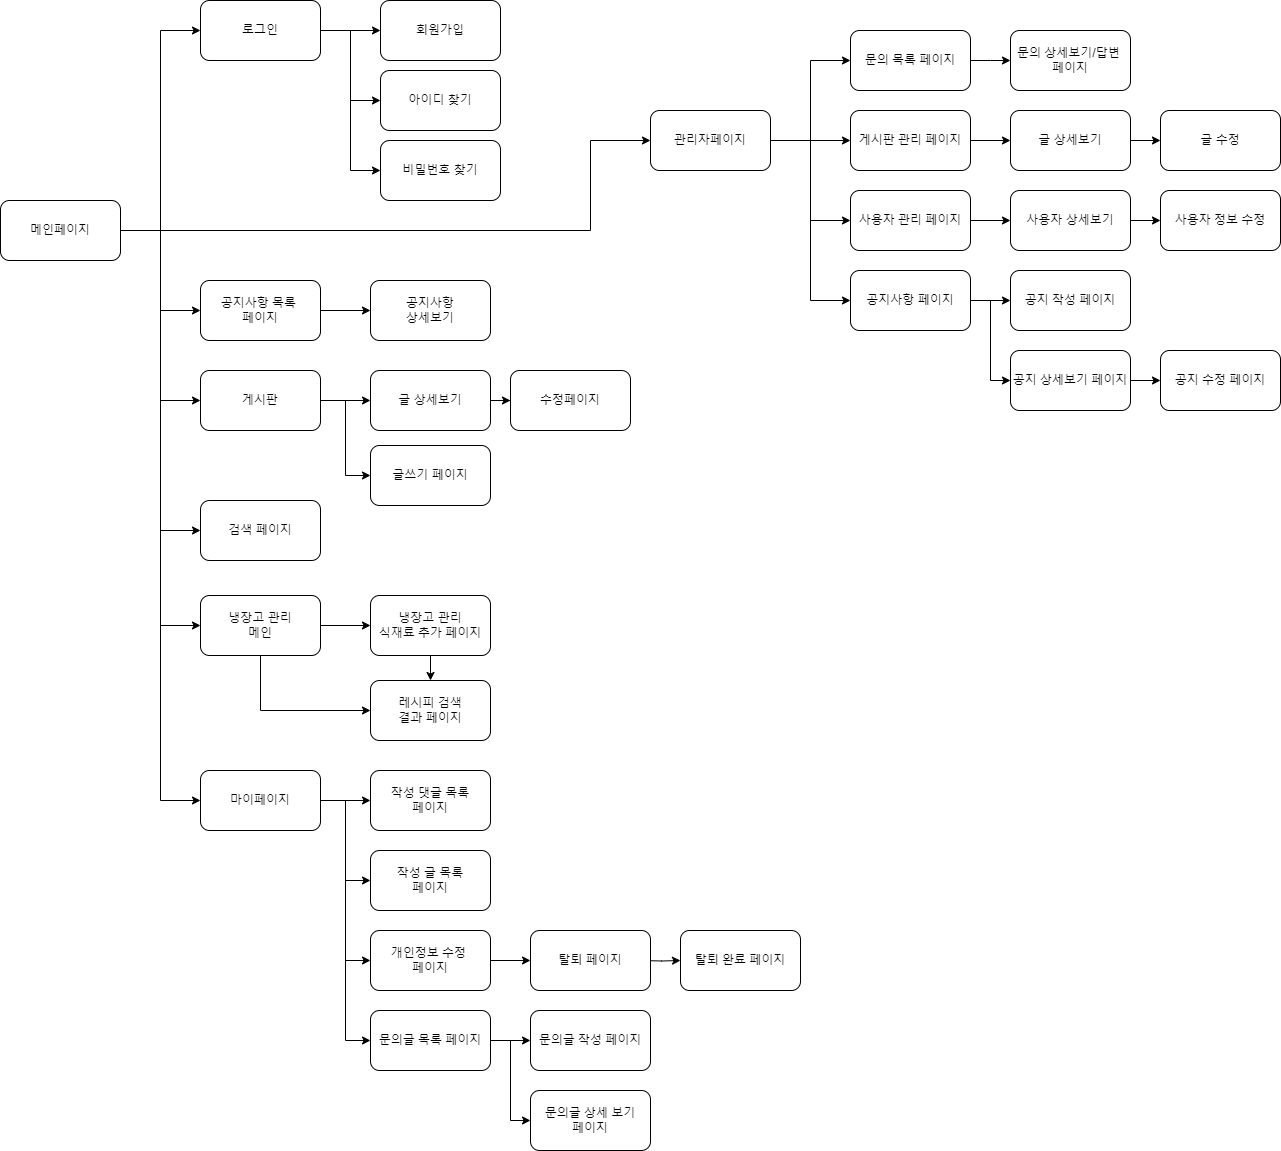 메인페이지
로그인
회원가입
아이디 찾기
비밀번호 찾기
공지사항 목록
페이지
공지사항
상세보기
게시판
글 상세보기
수정페이지
글쓰기 페이지
검색 페이지
냉장고 관리
메인
냉장고 관리
식재료 추가 페이지
레시피 검색
결과 페이지
마이페이지
작성 댓글 목록
페이지
작성 글 목록
페이지
개인정보 수정
페이지
탈퇴 페이지
탈퇴 완료 페이지
문의글 목록 페이지
문의글 작성 페이지
문의글 상세 보기
페이지
관리자페이지
문의 목록 페이지
문의 상세보기/답변
페이지
게시판 관리 페이지
글 상세보기
글 수정
사용자 관리 페이지
사용자 상세보기
사용자 정보 수정
공지사항 페이지
공지 작성 페이지
공지 상세보기 페이지
공지 수정 페이지